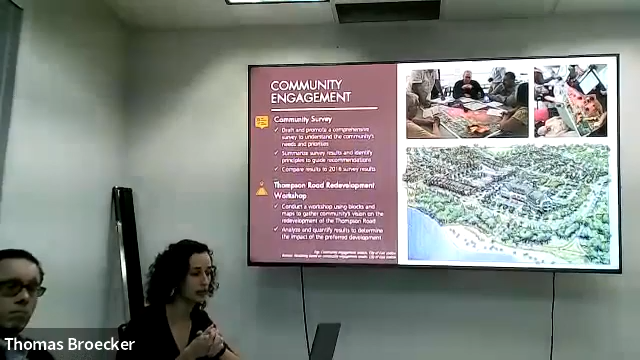 COMMUNITY
ENGAGEMENT
Community Survey
✓ Draft and promote a comprehensive
survey to understand the community's
needs and priorities
✓ Summarize survey results and identify
principles to guide recommendations
✓ Compare results to 2018 survey results
Thompson Road Redevelopment
Workshop
✓ Conduct a workshop using blocks and
maps to gather community's vision on the
redevelopment of the Thompson Road
✓ Analyze and quantify results to determine
the impact of the preferred development
Thomas Broecker